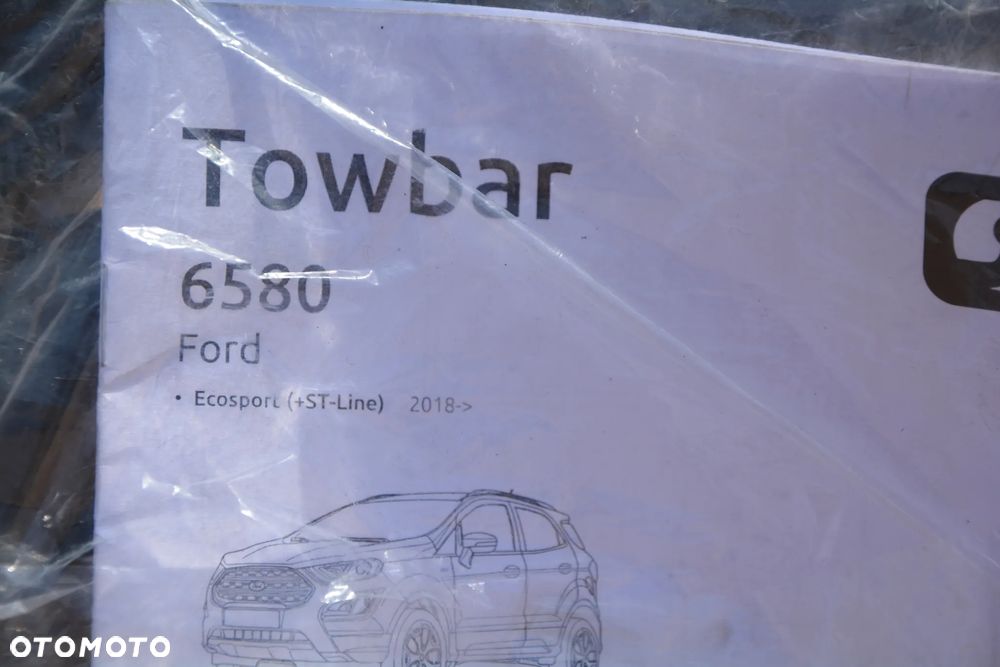 Towbar
6580
Ford
• Ecosport (+ST-Line) 2018->
OTOMOTO